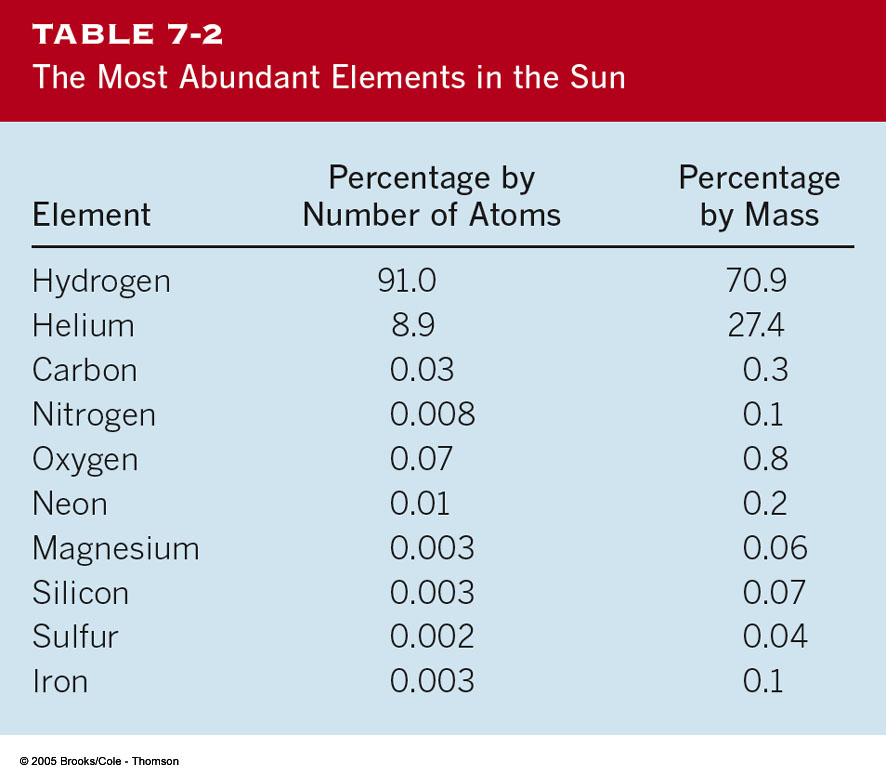 TABLE 7-2
The Most Abundant Elements in the Sun
Percentage by Percentage
Element Number of Atoms by Mass
Hydrogen 91.0 70.9
Helium 8.9 27.4
Carbon 0.03 0.3
Nitrogen 0.008 0.1
Oxygen 0.07 0.8
Neon 0.01 0.2
Magnesium 0.003 0.06
Silicon 0.003 0.07
Sulfur 0.002 0.04
Iron 0.003 0.1
© 2005 Brooks/Cole - Thomson